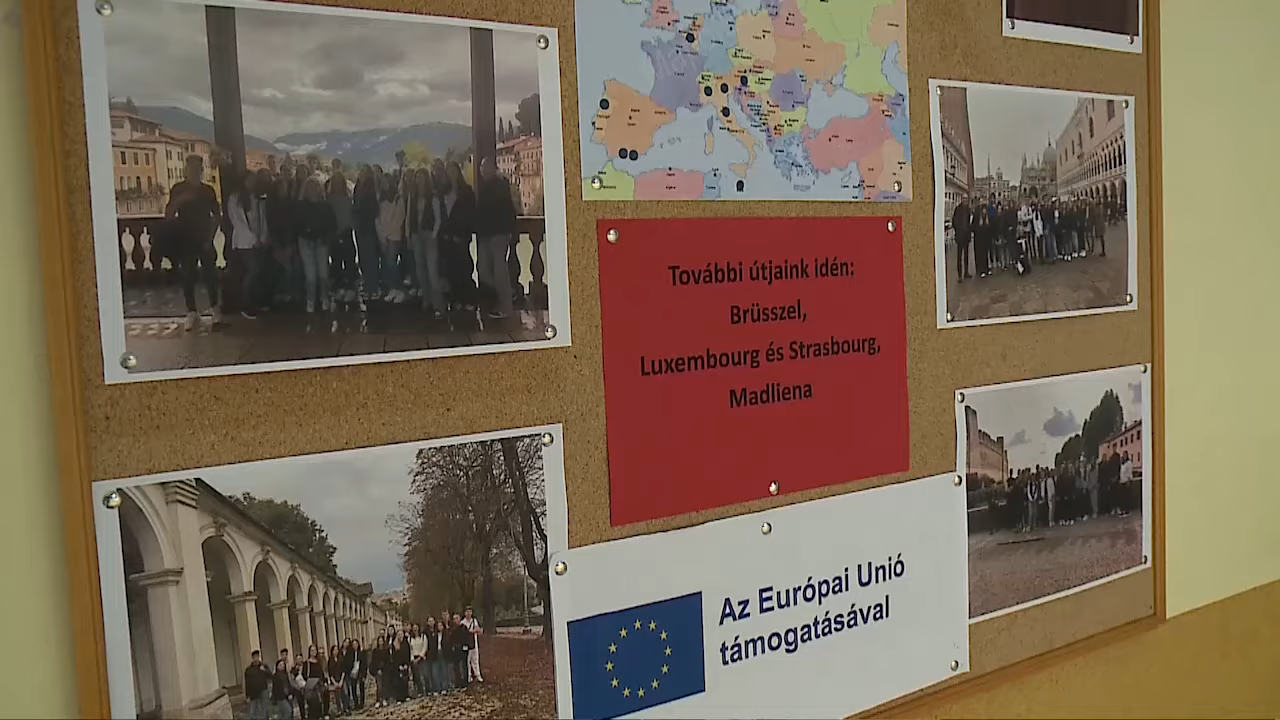 További útjaink idén:
Brüsszel,
Luxembourg és Strasbourg,
Madliena
Az Európai Unió
támogatásával